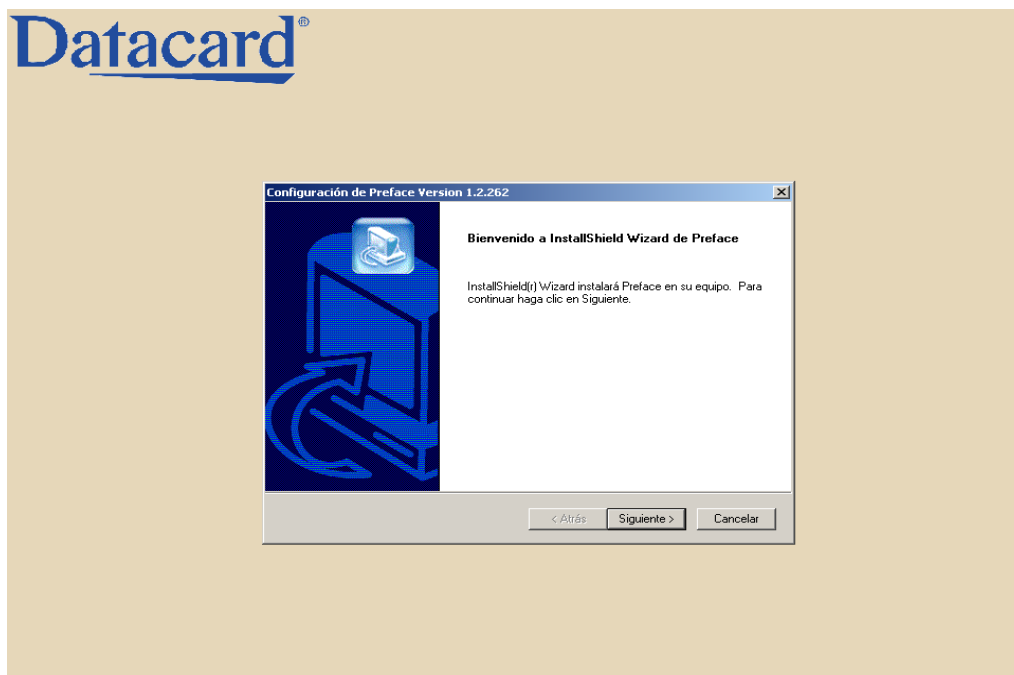 Datacard®
Configuración de Preface Version 1.2.262
Bienvenido a InstallShield Wizard de Preface
InstallShield(r) Wizard instalará Preface en su equipo. Para
continuar haga clic en Siguiente.
< Atrás Siguiente > Cancelar